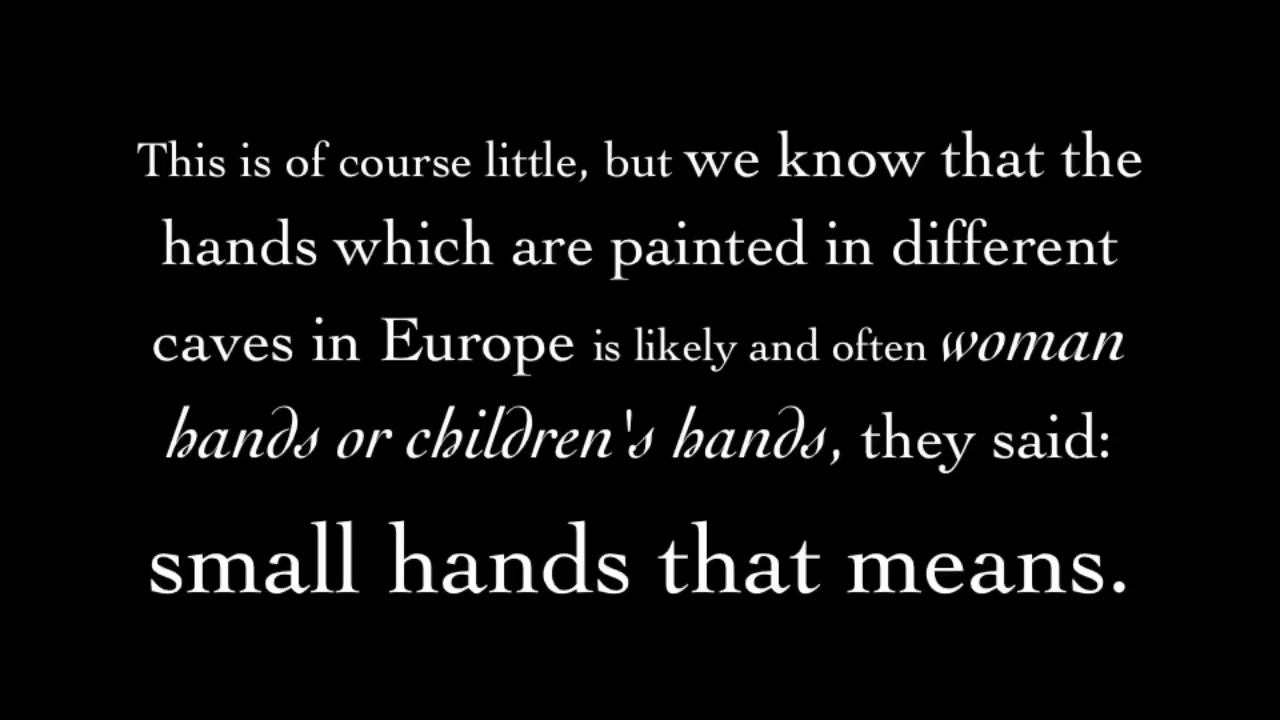 This is of course little, but we know that the
hands which are painted in different
caves in Europe is likely and often woman
hands or children's hands, they said:
small hands that means.